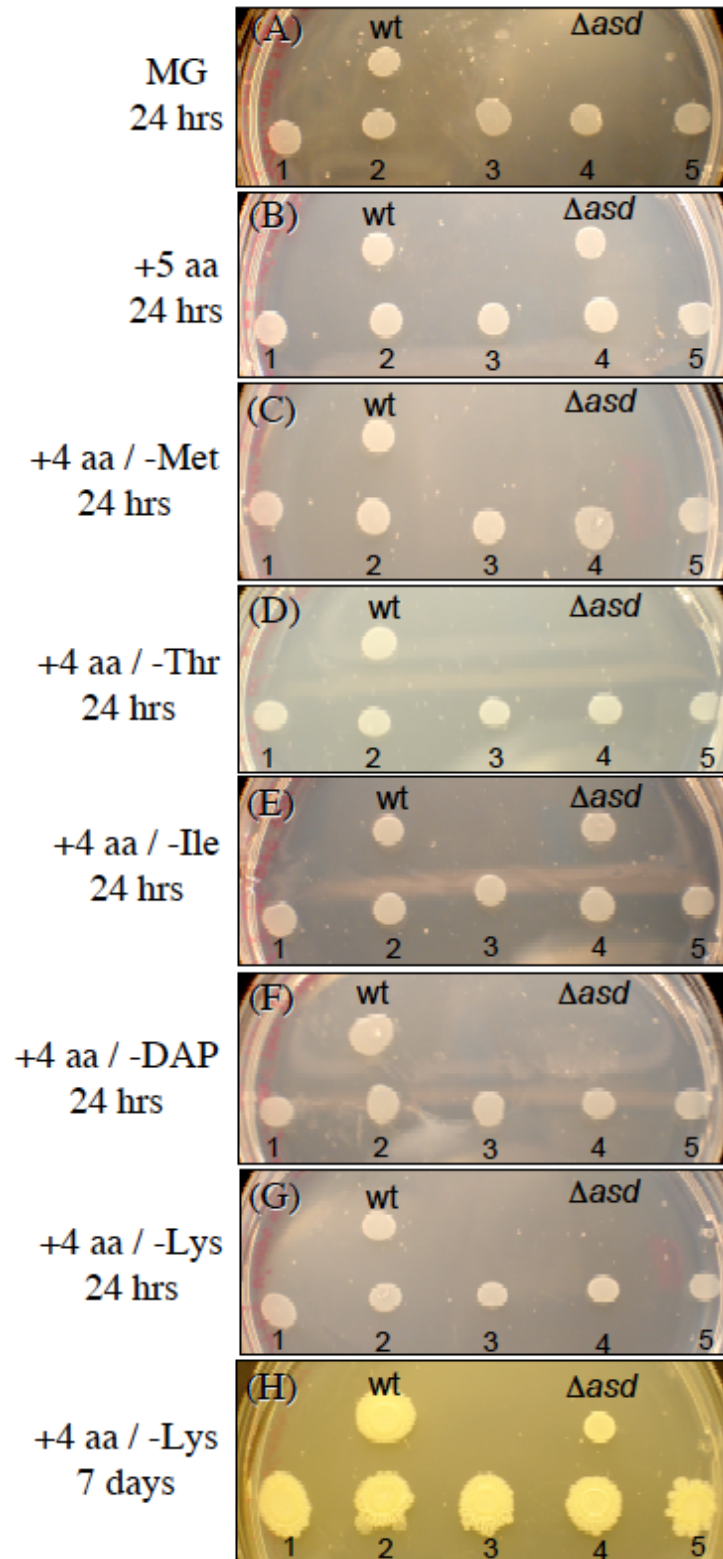 (A) wt Δasd
MG
24 hrs
1 2 3 4 5
(B) wt Δasd
+5 aa
24 hrs
1 2 3 4 5
(C) wt Δasd
+4 aa / -Met
24 hrs
1 2 3 4 5
(D) wt Δasd
+4 aa / -Thr
24 hrs
1 2 3 4 5
(E) wt Δasd
+4 aa / -Ile
24 hrs
1 2 3 4 5
(F) wt Δasd
+4 aa / -DAP
24 hrs
1 2 3 4 5
(G) wt Δasd
+4 aa / -Lys
24 hrs
1 2 3 4 5
(H) wt Δasd
+4 aa / -Lys
7 days
1 2 3 4 5